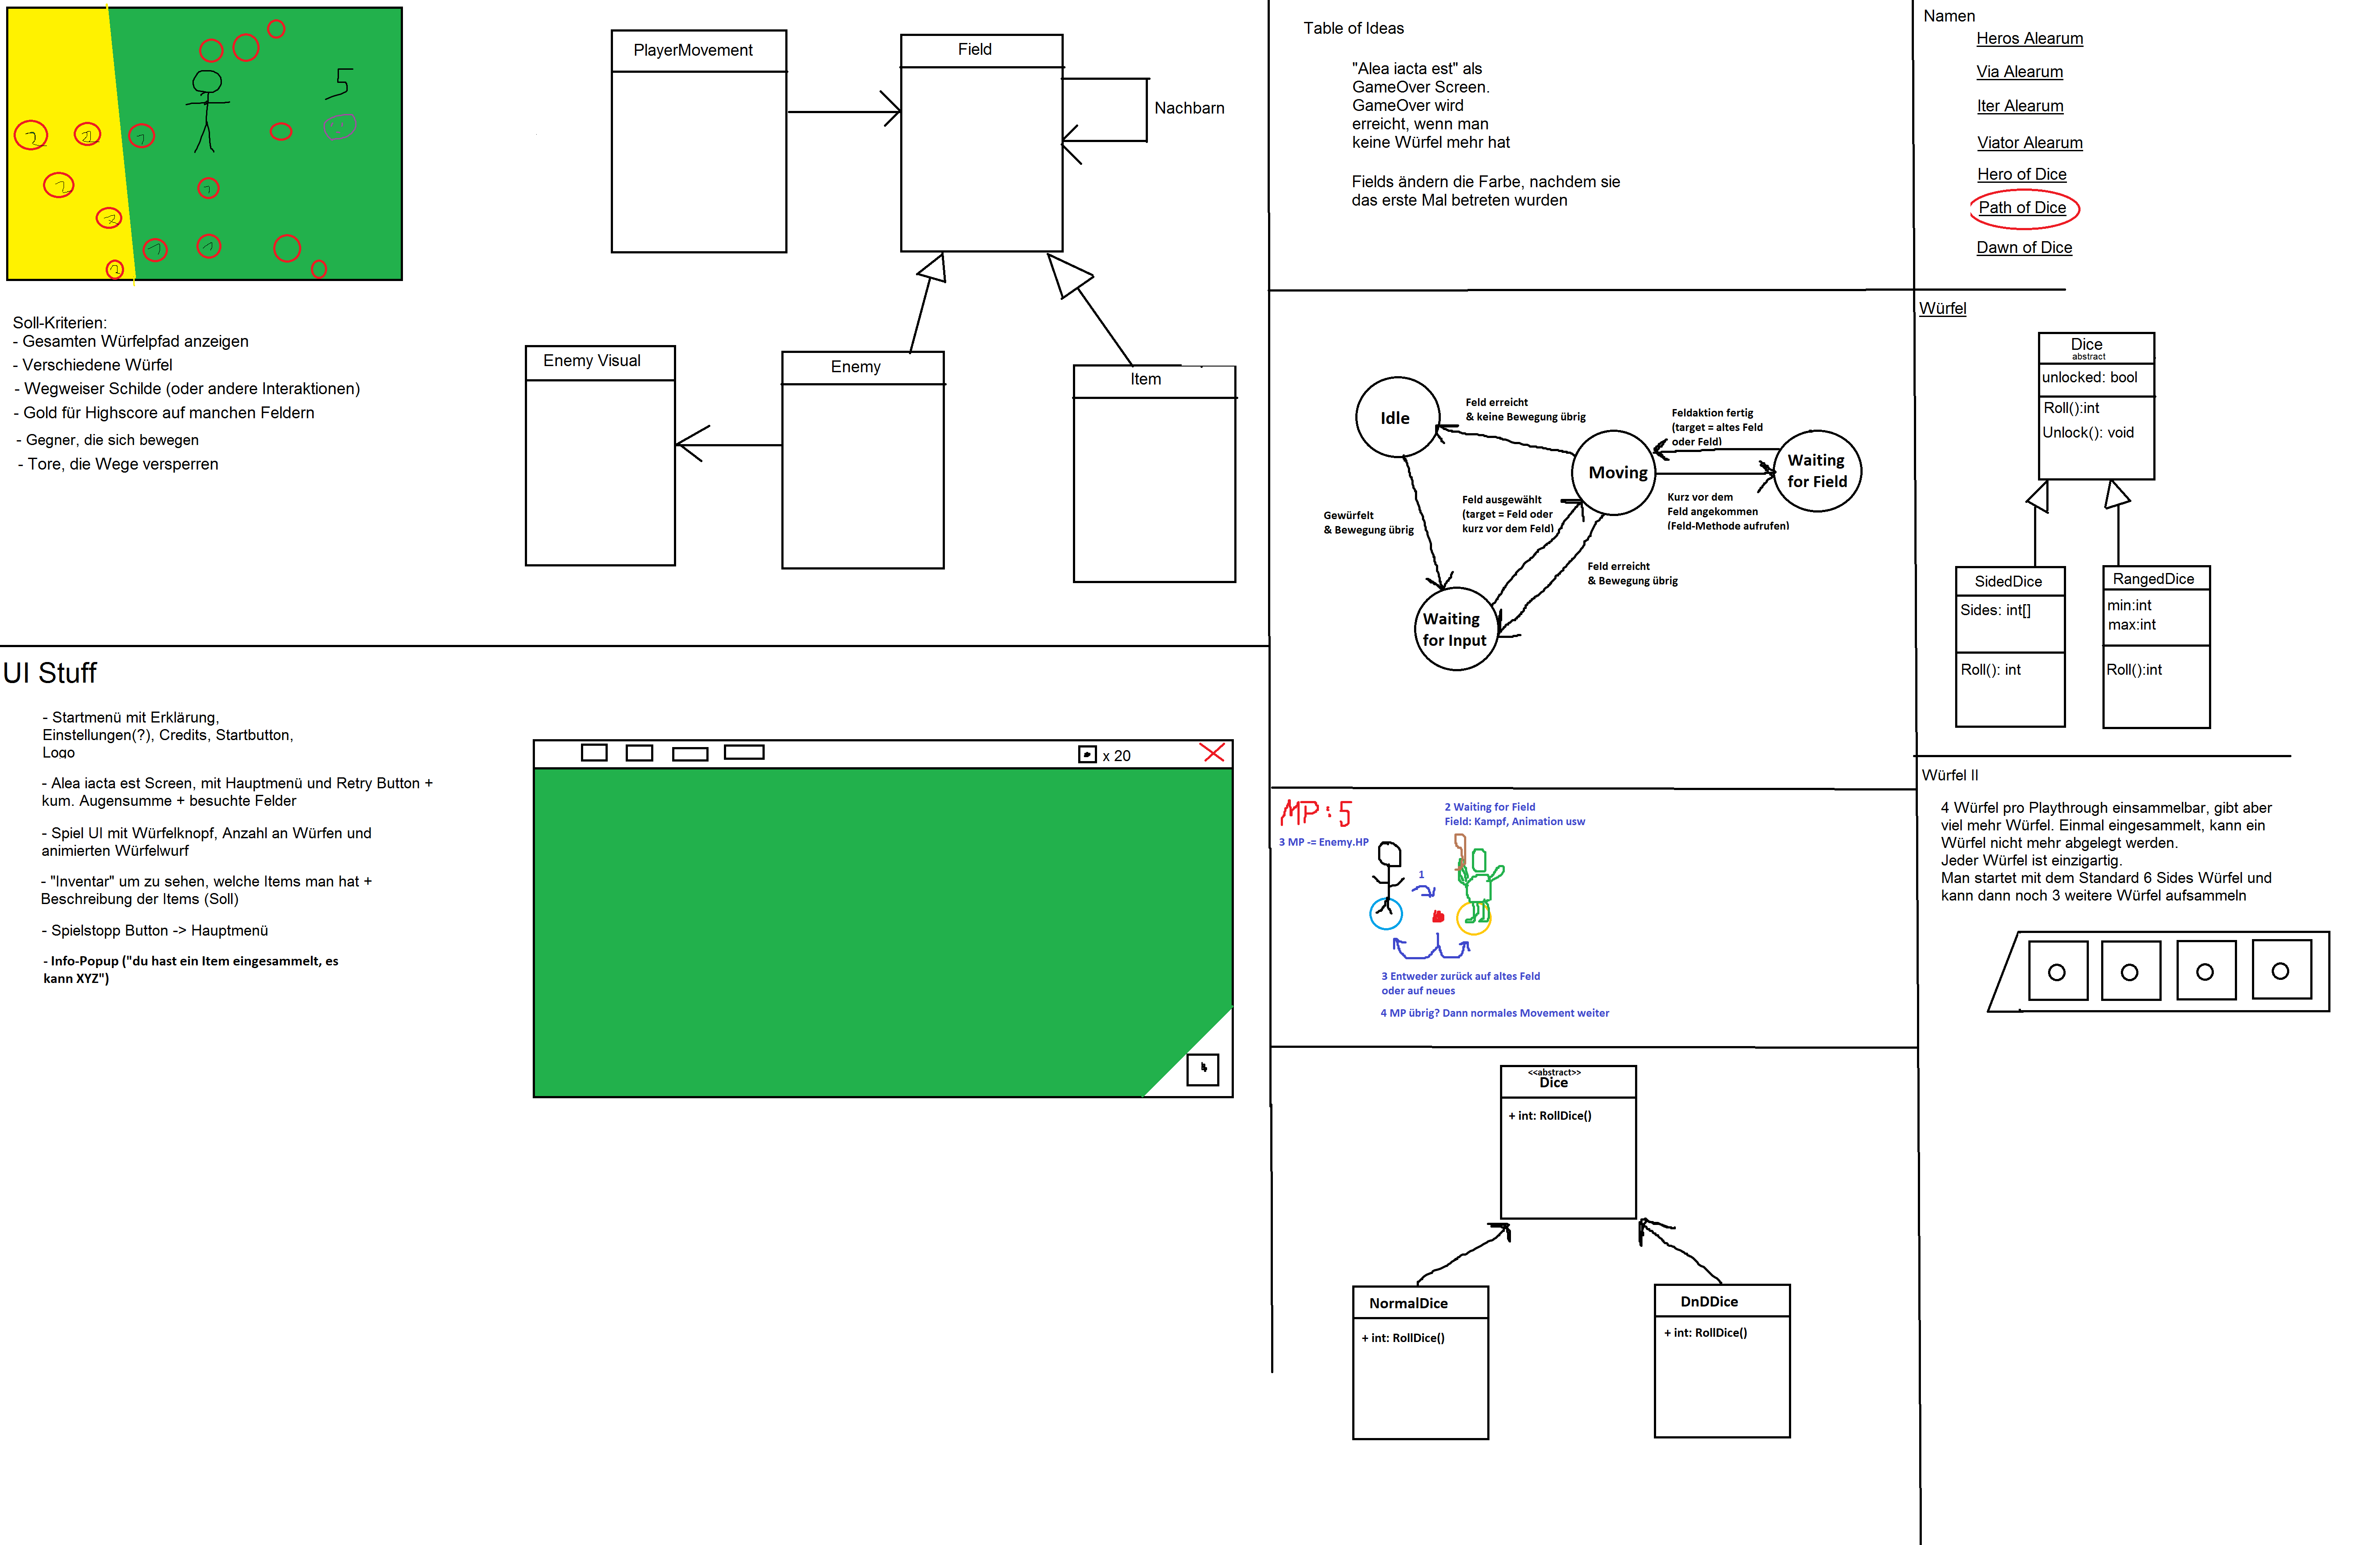 5
2
2
1
2
1
2
1
1
2
Soll-Kriterien:
- Gesamten Würfelpfad anzeigen
- Verschiedene Würfel
- Wegweiser Schilde (oder andere Interaktionen)
- Gold für Highscore auf manchen Feldern
- Gegner, die sich bewegen
- Tore, die Wege versperren
PlayerMovement
Field
Nachbarn
Enemy Visual
Enemy
Item
UI Stuff
- Startmenü mit Erklärung,
Einstellungen(?), Credits, Startbutton,
Logo
- Alea iacta est Screen, mit Hauptmenü und Retry Button +
kum. Augensumme + besuchte Felder
- Spiel UI mit Würfelknopf, Anzahl an Würfen und
animierten Würfelwurf
- "Inventar" um zu sehen, welche Items man hat +
Beschreibung der Items (Soll)
- Spielstopp Button -> Hauptmenü
- Info-Popup ("du hast ein Item eingesammelt, es
kann XYZ")
x 20
Table of Ideas
"Alea iacta est" als
GameOver Screen.
GameOver wird
erreicht, wenn man
keine Würfel mehr hat
Fields ändern die Farbe, nachdem sie
das erste Mal betreten wurden
Idle
Feld erreicht
& keine Bewegung übrig
Moving
Feldaktion fertig
(target = altes Feld
oder Feld)
Waiting
for Field
Kurz vor dem
Feld angekommen
(Feld-Methode aufrufen)
Feld ausgewählt
(target = Feld oder
kurz vor dem Feld)
Gewürfelt
& Bewegung übrig
Feld erreicht
& Bewegung übrig
Waiting
for Input
MP: 5
3 MP -= Enemy.HP
2 Waiting for Field
Field: Kampf, Animation usw
1
3 Entweder zurück auf altes Feld
oder auf neues
4 MP übrig? Dann normales Movement weiter
<<abstract>>
Dice
+ int: RollDice()
NormalDice
+ int: RollDice()
DnDDice
+ int: RollDice()
Namen
Heros Alearum
Via Alearum
Iter Alearum
Viator Alearum
Hero of Dice
Path of Dice
Dawn of Dice
Würfel
Dice
abstract
unlocked: bool
Roll():int
Unlock(): void
SidedDice
Sides: int[]
Roll(): int
RangedDice
min:int
max:int
Roll():int
Würfel II
4 Würfel pro Playthrough einsammelbar, gibt aber
viel mehr Würfel. Einmal eingesammelt, kann ein
Würfel nicht mehr abgelegt werden.
Jeder Würfel ist einzigartig.
Man startet mit dem Standard 6 Sides Würfel und
kann dann noch 3 weitere Würfel aufsammeln